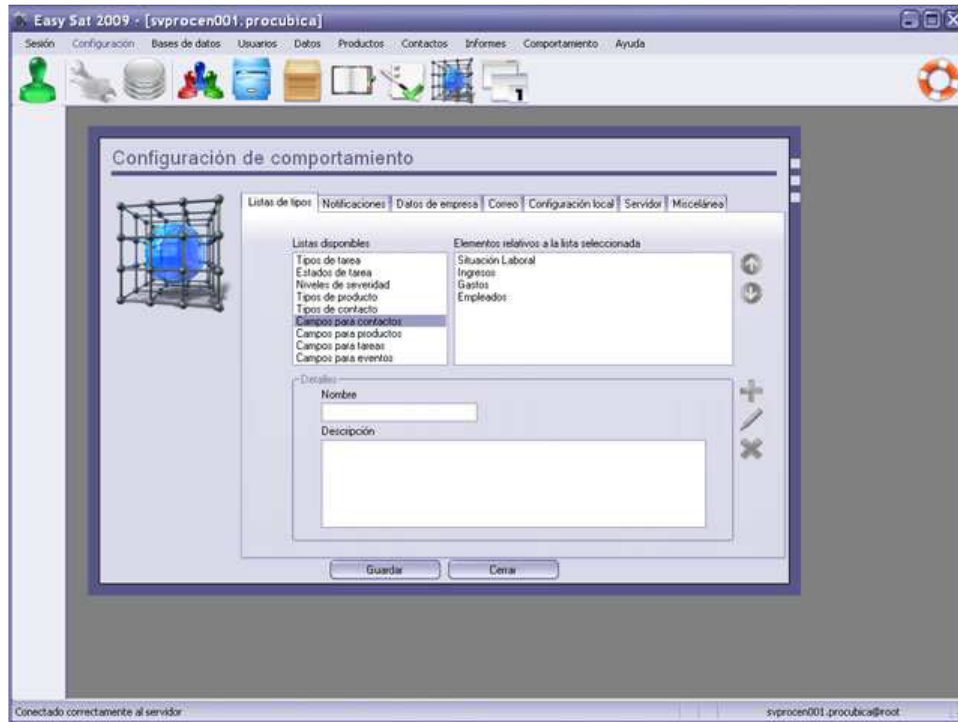 Easy Sat 2009 - [svprocen001.procubica]
Sesión Configuración Bases de datos Usuarios Datos Productos Contactos Informes Comportamiento Ayuda
1
Configuración de comportamiento
Listas de tipos Notificaciones Datos de empresa Correo Configuración local Servidor Miscelánea
Listas disponibles
Tipos de tarea
Estados de tarea
Niveles de severidad
Tipos de producto
Tipos de contacto
Campos para contactos
Campos para productos
Campos para tareas
Campos para eventos
Elementos relativos a la lista seleccionada
Situación Laboral
Ingresos
Gastos
Empleados
Detalles
Nombre
Descripción
Guardar Cerrar
Conectado correctamente al servidor svprocen001.procubica@root